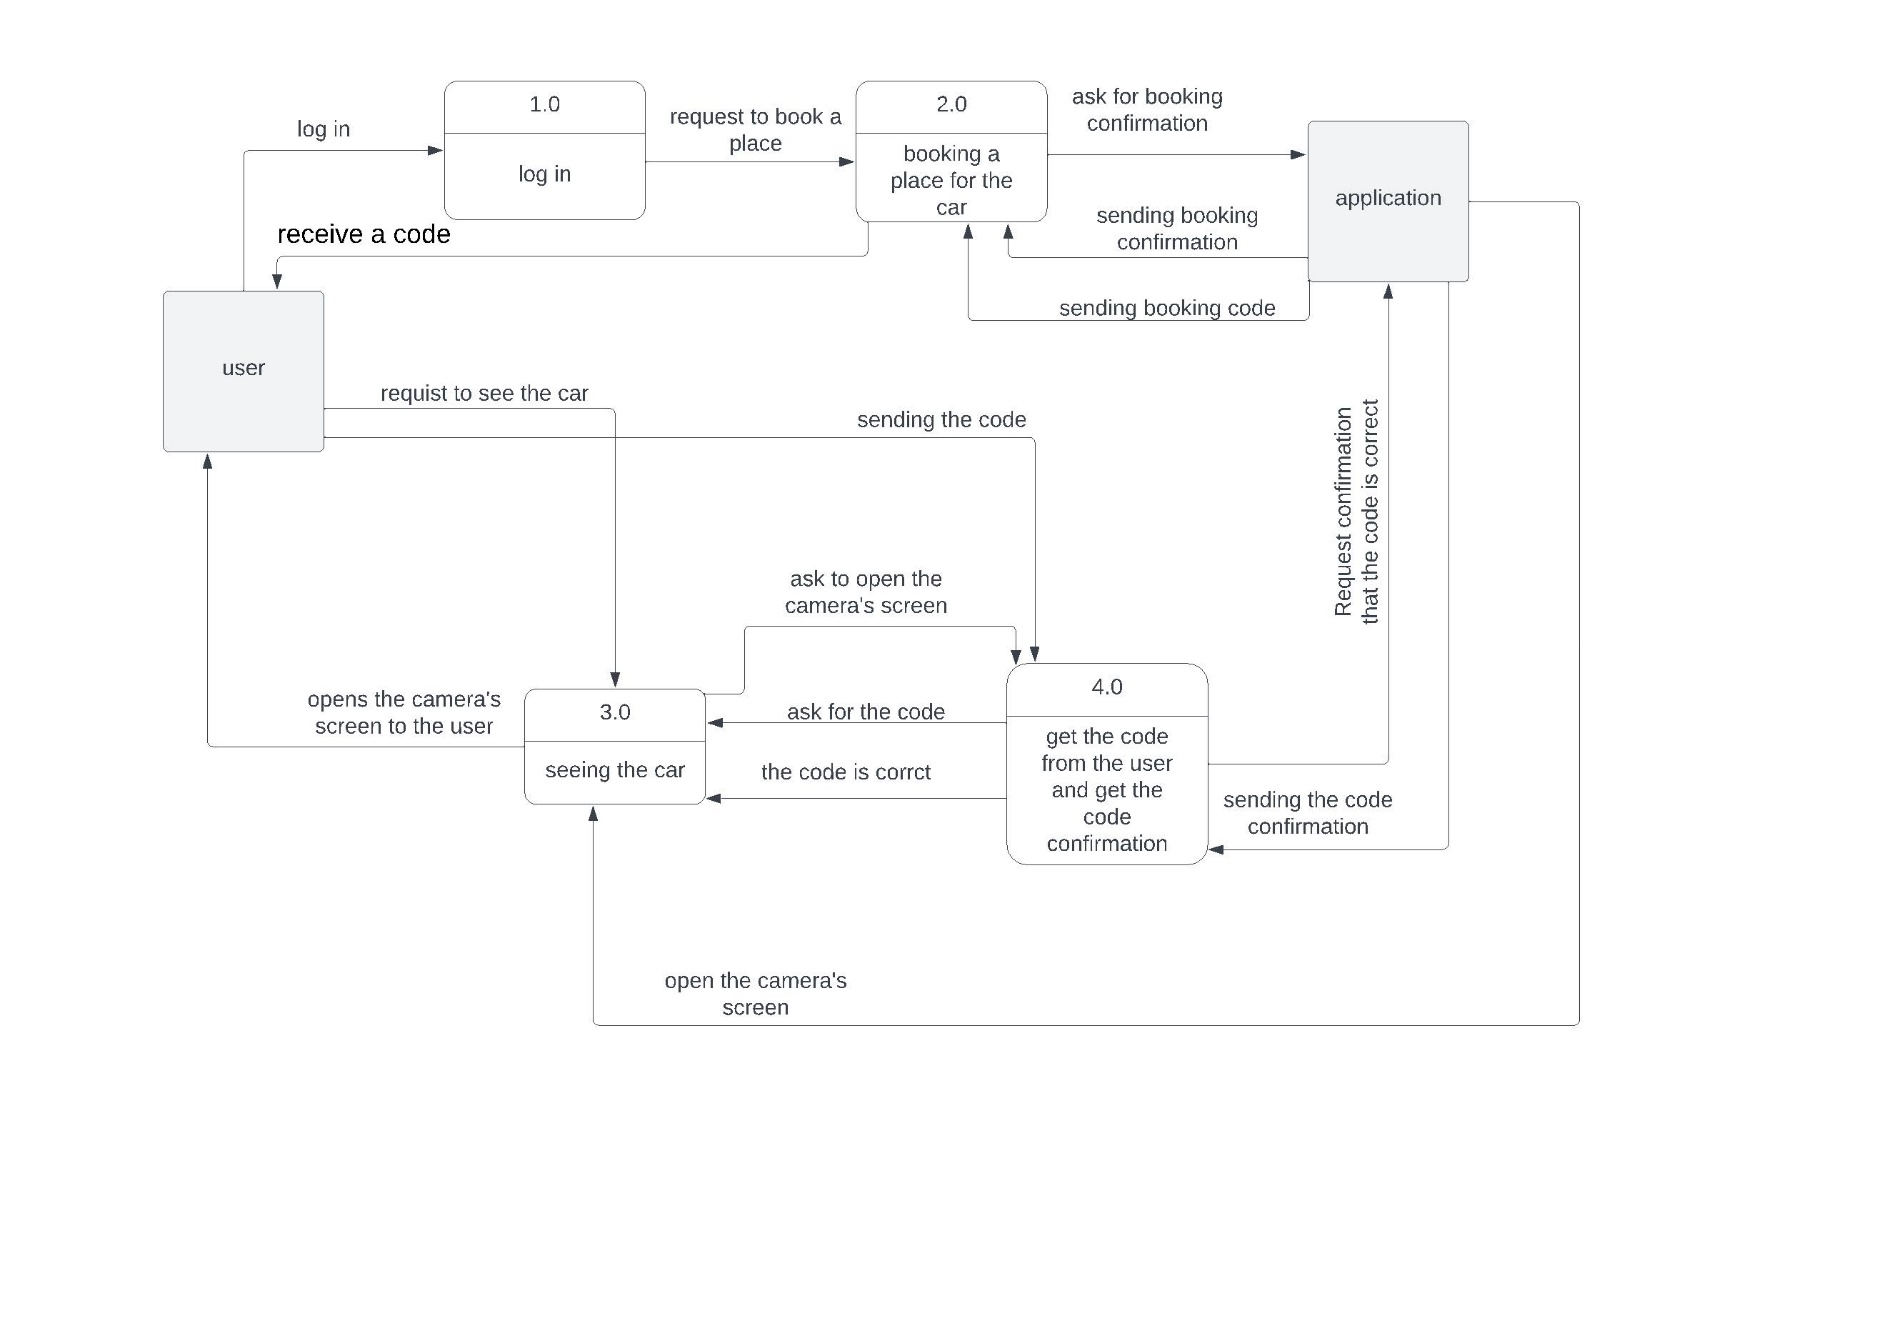 1.0
log in
log in
request to book a
place
2.0
booking a
place for the
car
ask for booking
confirmation
application
sending booking
confirmation
sending booking code
receive a code
user
requist to see the car
sending the code
Request confirmation
that the code is correct
ask to open the
camera's screen
opens the camera's
screen to the user
3.0
seeing the car
ask for the code
the code is corrct
4.0
get the code
from the user
and get the
code
confirmation
sending the code
confirmation
open the camera's
screen